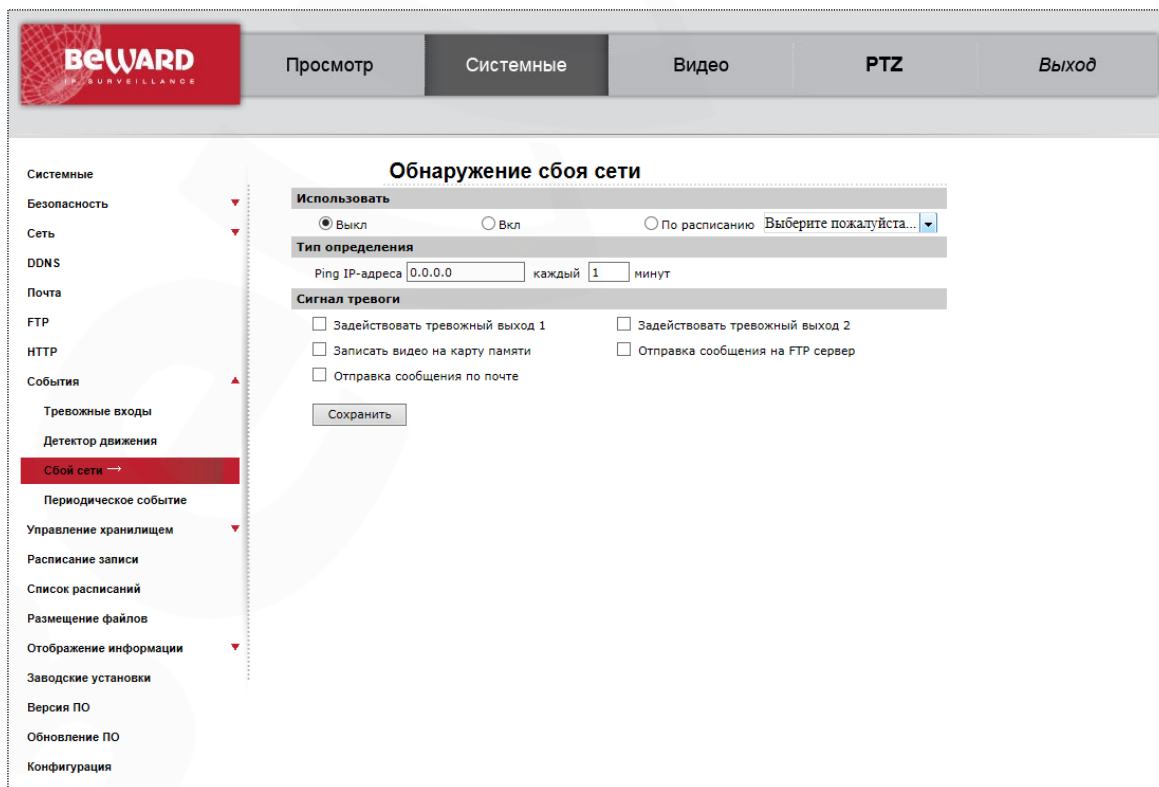 BEWARD
IP SURVEILLANCE
Просмотр
Системные
Видео
PTZ
Выход
Системные
Безопасность
Сеть
DDNS
Почта
FTP
HTTP
События
Тревожные входы
Детектор движения
Сбой сети →
Периодическое событие
Управление хранилищем
Расписание записи
Список расписаний
Размещение файлов
Отображение информации
Заводские установки
Версия ПО
Обновление ПО
Конфигурация
Обнаружение сбоя сети
Использовать
Выкл Вкл По расписанию Выберите пожалуйста...
Тип определения
Ping IP-адреса 0.0.0.0 каждый 1 минут
Сигнал тревоги
Задействовать тревожный выход 1 Задействовать тревожный выход 2
Записать видео на карту памяти Отправка сообщения на FTP сервер
Отправка сообщения по почте
Сохранить